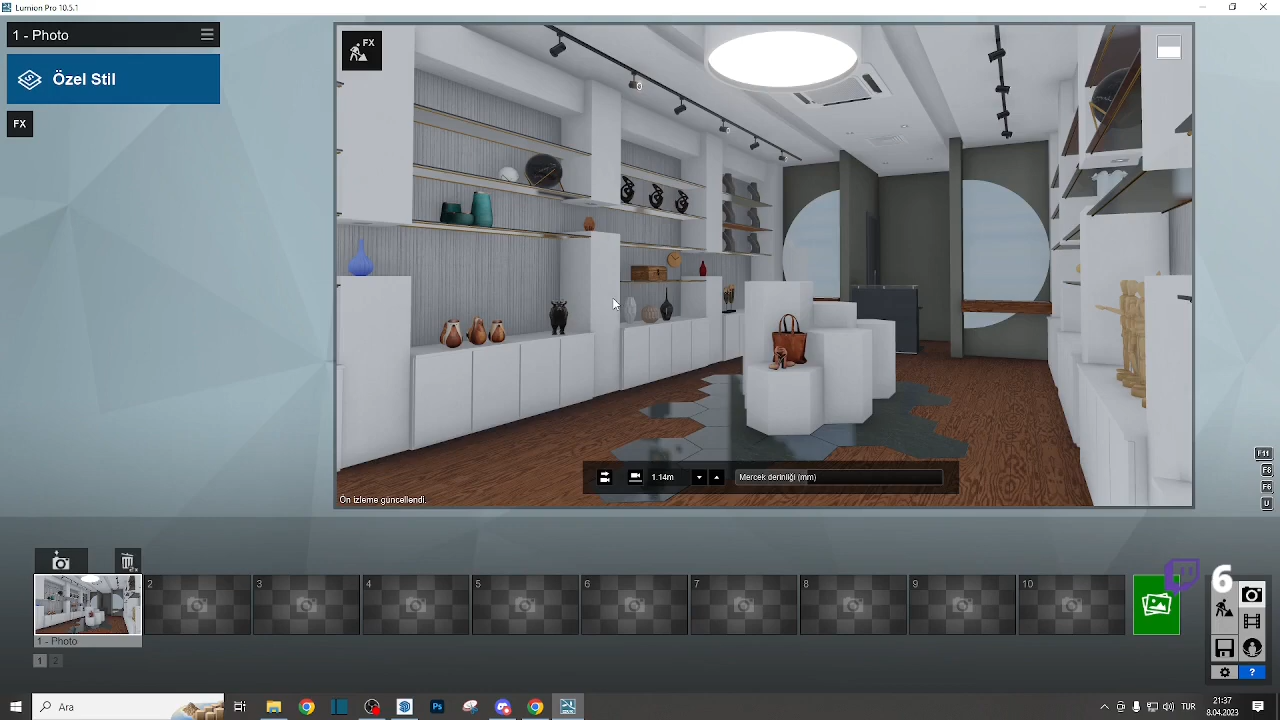 Lumion Pro 10.5.1
1 - Photo
Özel Stil
FX
FX
1.14m
Mercek derinliği (mm)
Ön izleme güncellendi.
F11
F8
F6
U
2
3
4
5
6
7
8
9
10
1 - Photo
1
2
6
?
Ara
Ps
TUR
21:37
8.04.2023